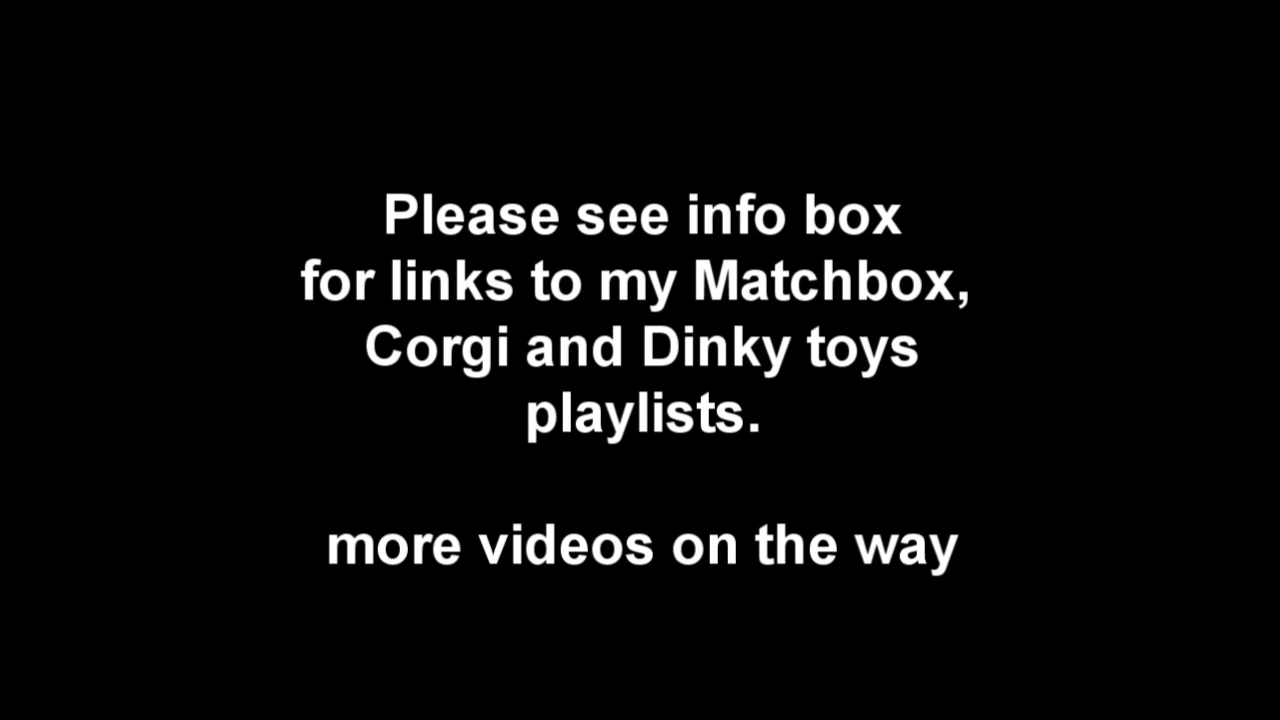 Please see info box
for links to my Matchbox,
Corgi and Dinky toys
playlists.
more videos on the way